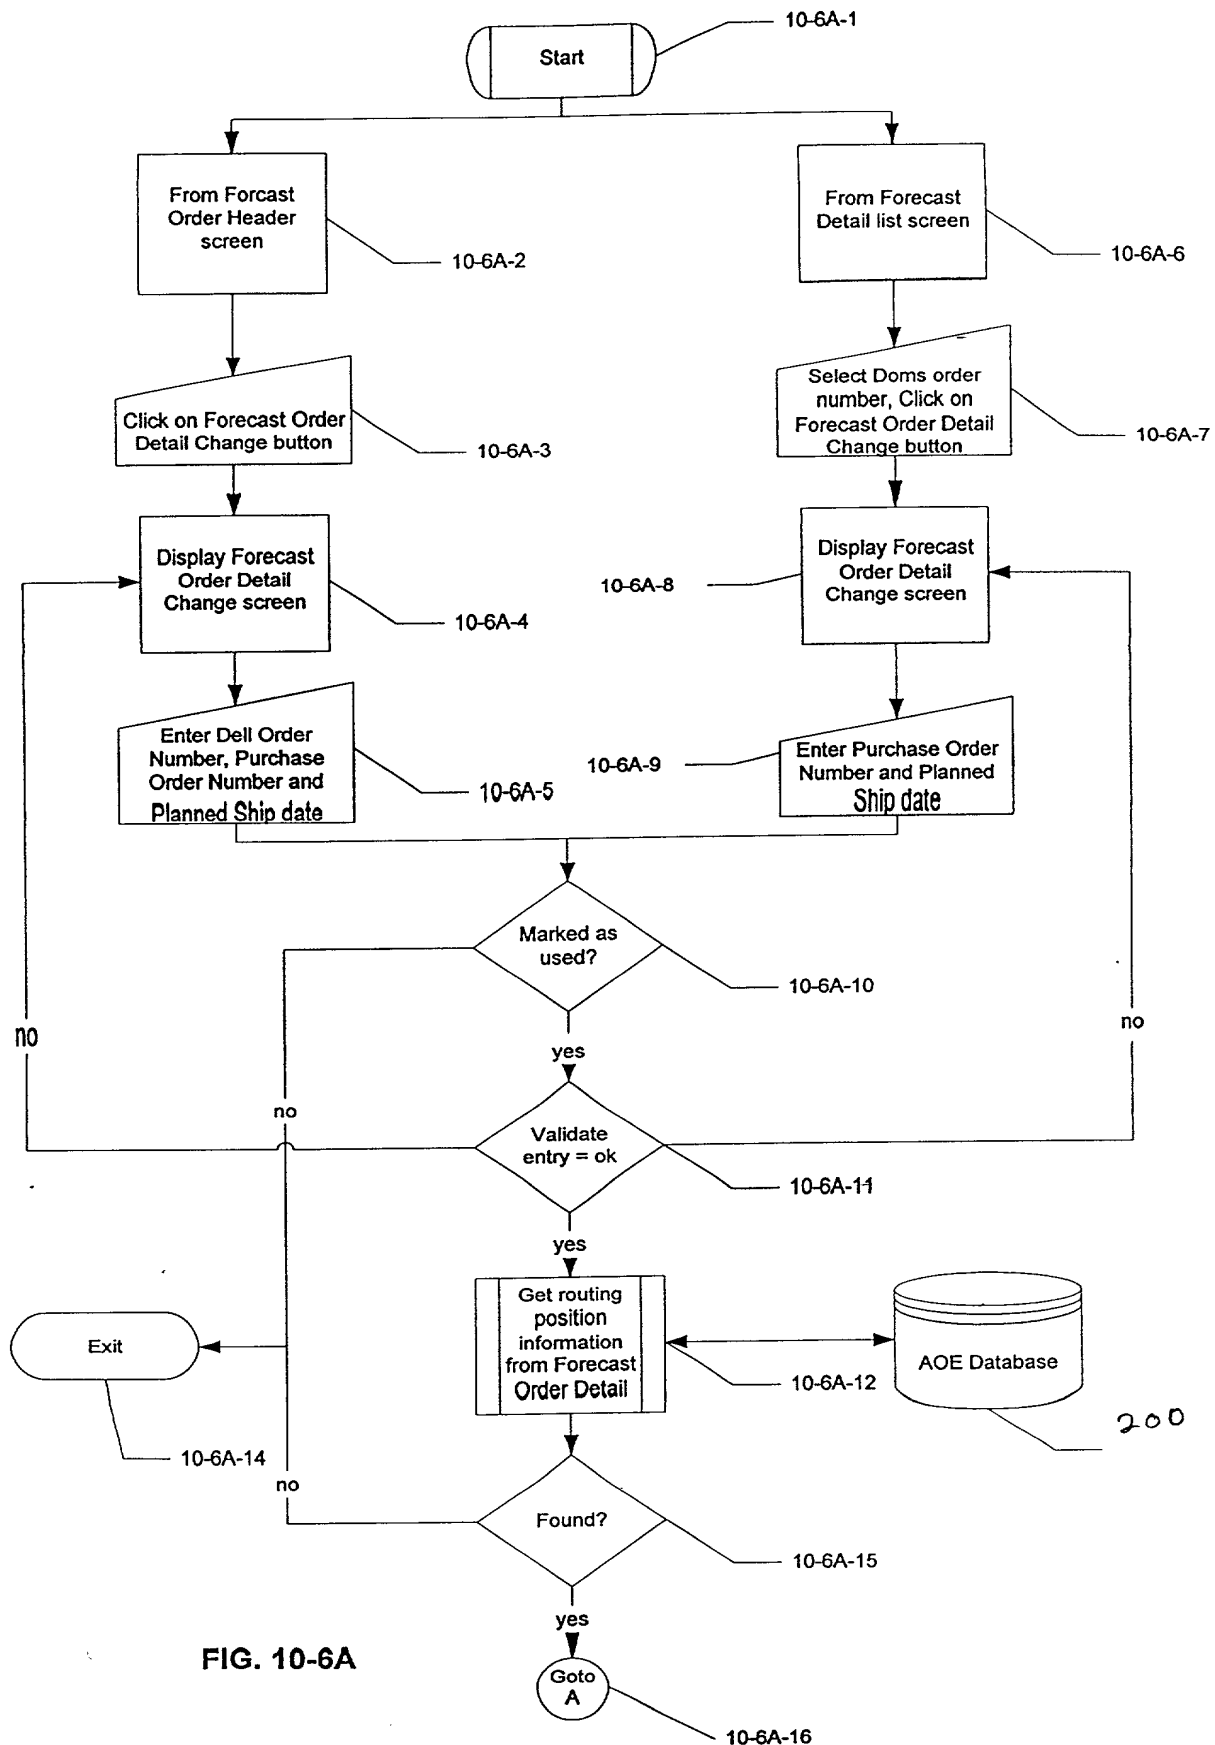 10-6A-1
Start
From Forcast
Order Header
screen
10-6A-2
From Forecast
Detail list screen
10-6A-6
Click on Forecast Order
Detail Change button
10-6A-3
Select Doms order
number, Click on
Forecast Order Detail
Change button
10-6A-7
Display Forecast
Order Detail
Change screen
10-6A-4
10-6A-8
Display Forecast
Order Detail
Change screen
Enter Dell Order
Number, Purchase
Order Number and
Planned Ship date
10-6A-5
10-6A-9
Enter Purchase Order
Number and Planned
Ship date
Marked as
used?
10-6A-10
no
no
yes
no
Validate
entry = ok
10-6A-11
yes
Get routing
position
information
from Forecast
Order Detail
10-6A-12
AOE Database
200
Exit
10-6A-14
no
Found?
10-6A-15
yes
FIG. 10-6A
Goto
A
10-6A-16